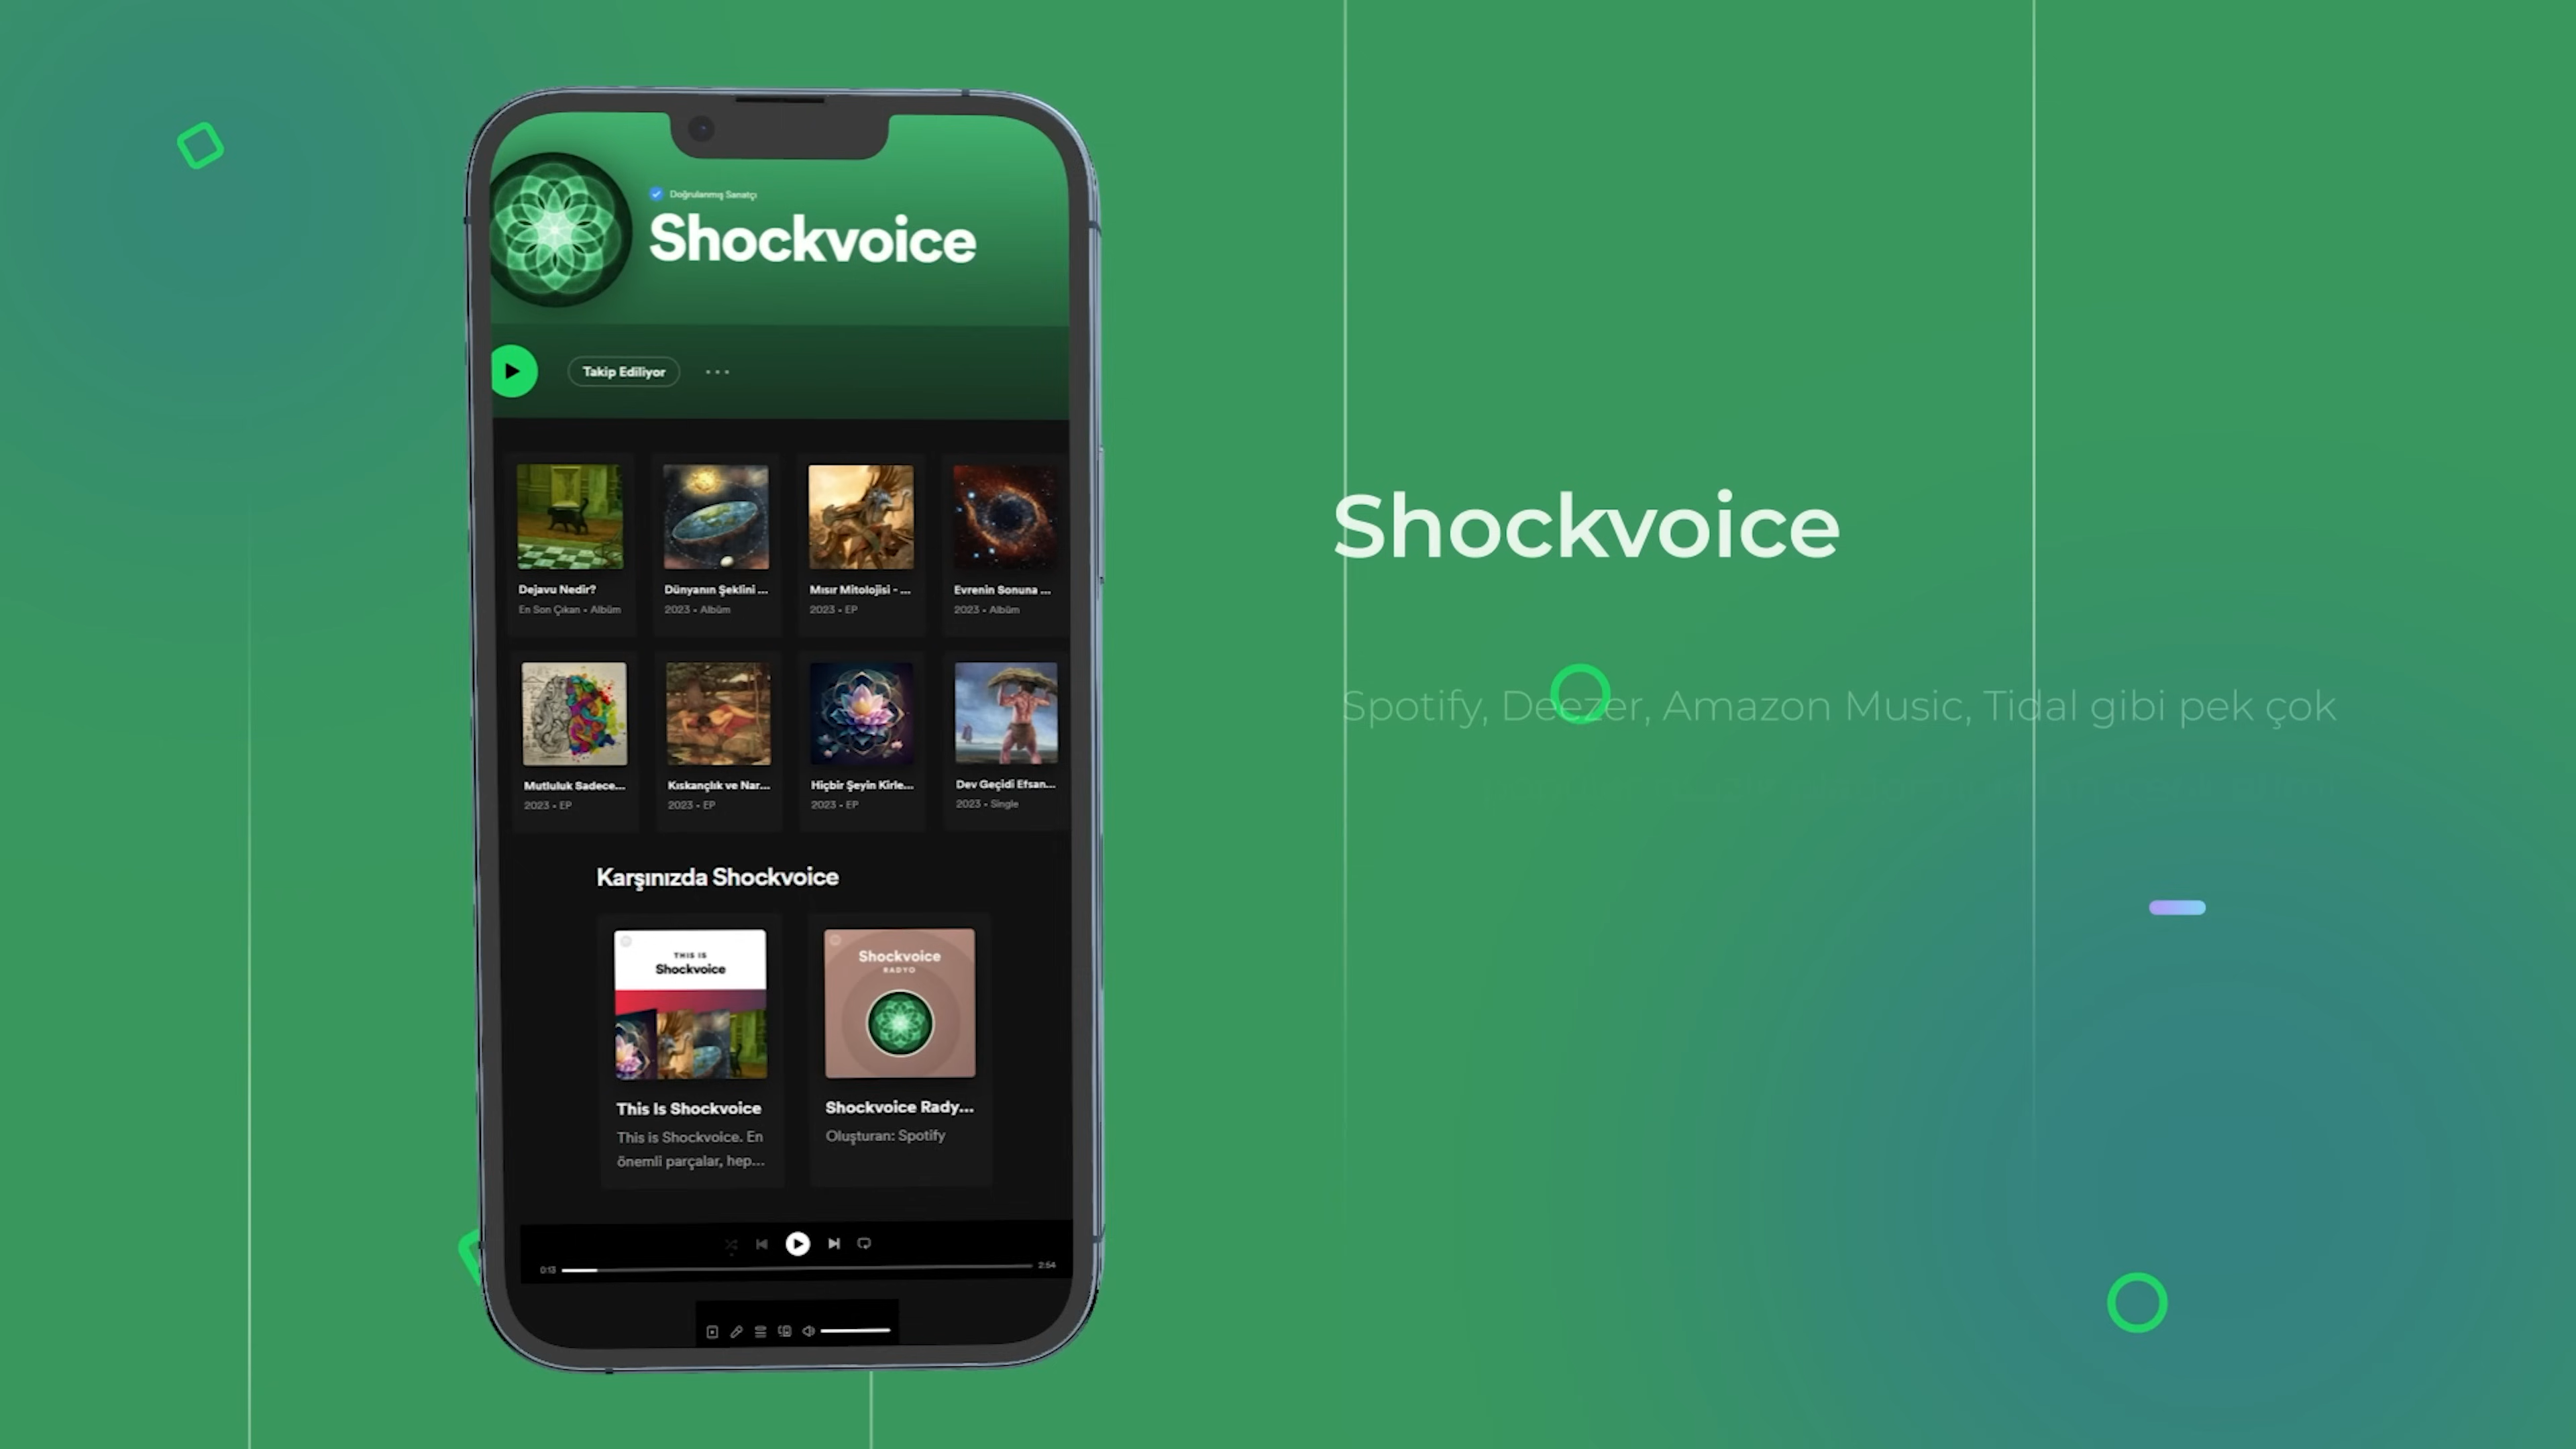 Doğrulanmış Sanatçı
Shockvoice
Takip Ediliyor
Dejavu Nedir?
En Son Çıkan • Albüm
Dünyanın Şeklini ...
2023 • Albüm
Mısır Mitolojisi - ...
2023 • EP
Evrenin Sonuna ...
2023 • Albüm
Mutluluk Sadece...
2023 • EP
Kıskançlık ve Nar...
2023 • EP
Hiçbir Şeyin Kirle...
2023 • EP
Dev Geçidi Efsan...
2023 • Single
Karşınızda Shockvoice
THIS IS
Shockvoice
This Is Shockvoice
This is Shockvoice. En
önemli parçalar, hep...
Shockvoice
RADYO
Shockvoice Rady...
Oluşturan: Spotify
0:13
2:54
Shockvoice
Spotify, Deezer, Amazon Music, Tidal gibi pek çok